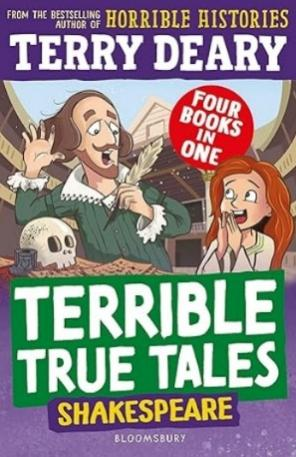 FROM THE BESTSELLING
AUTHOR OF
HORRIBLE HISTORIES
TERRY DEARY
FOUR
BOOKS IN
ONE
TERRIBLE
TRUE TALES
SHAKESPEARE
BLOOMSBURY